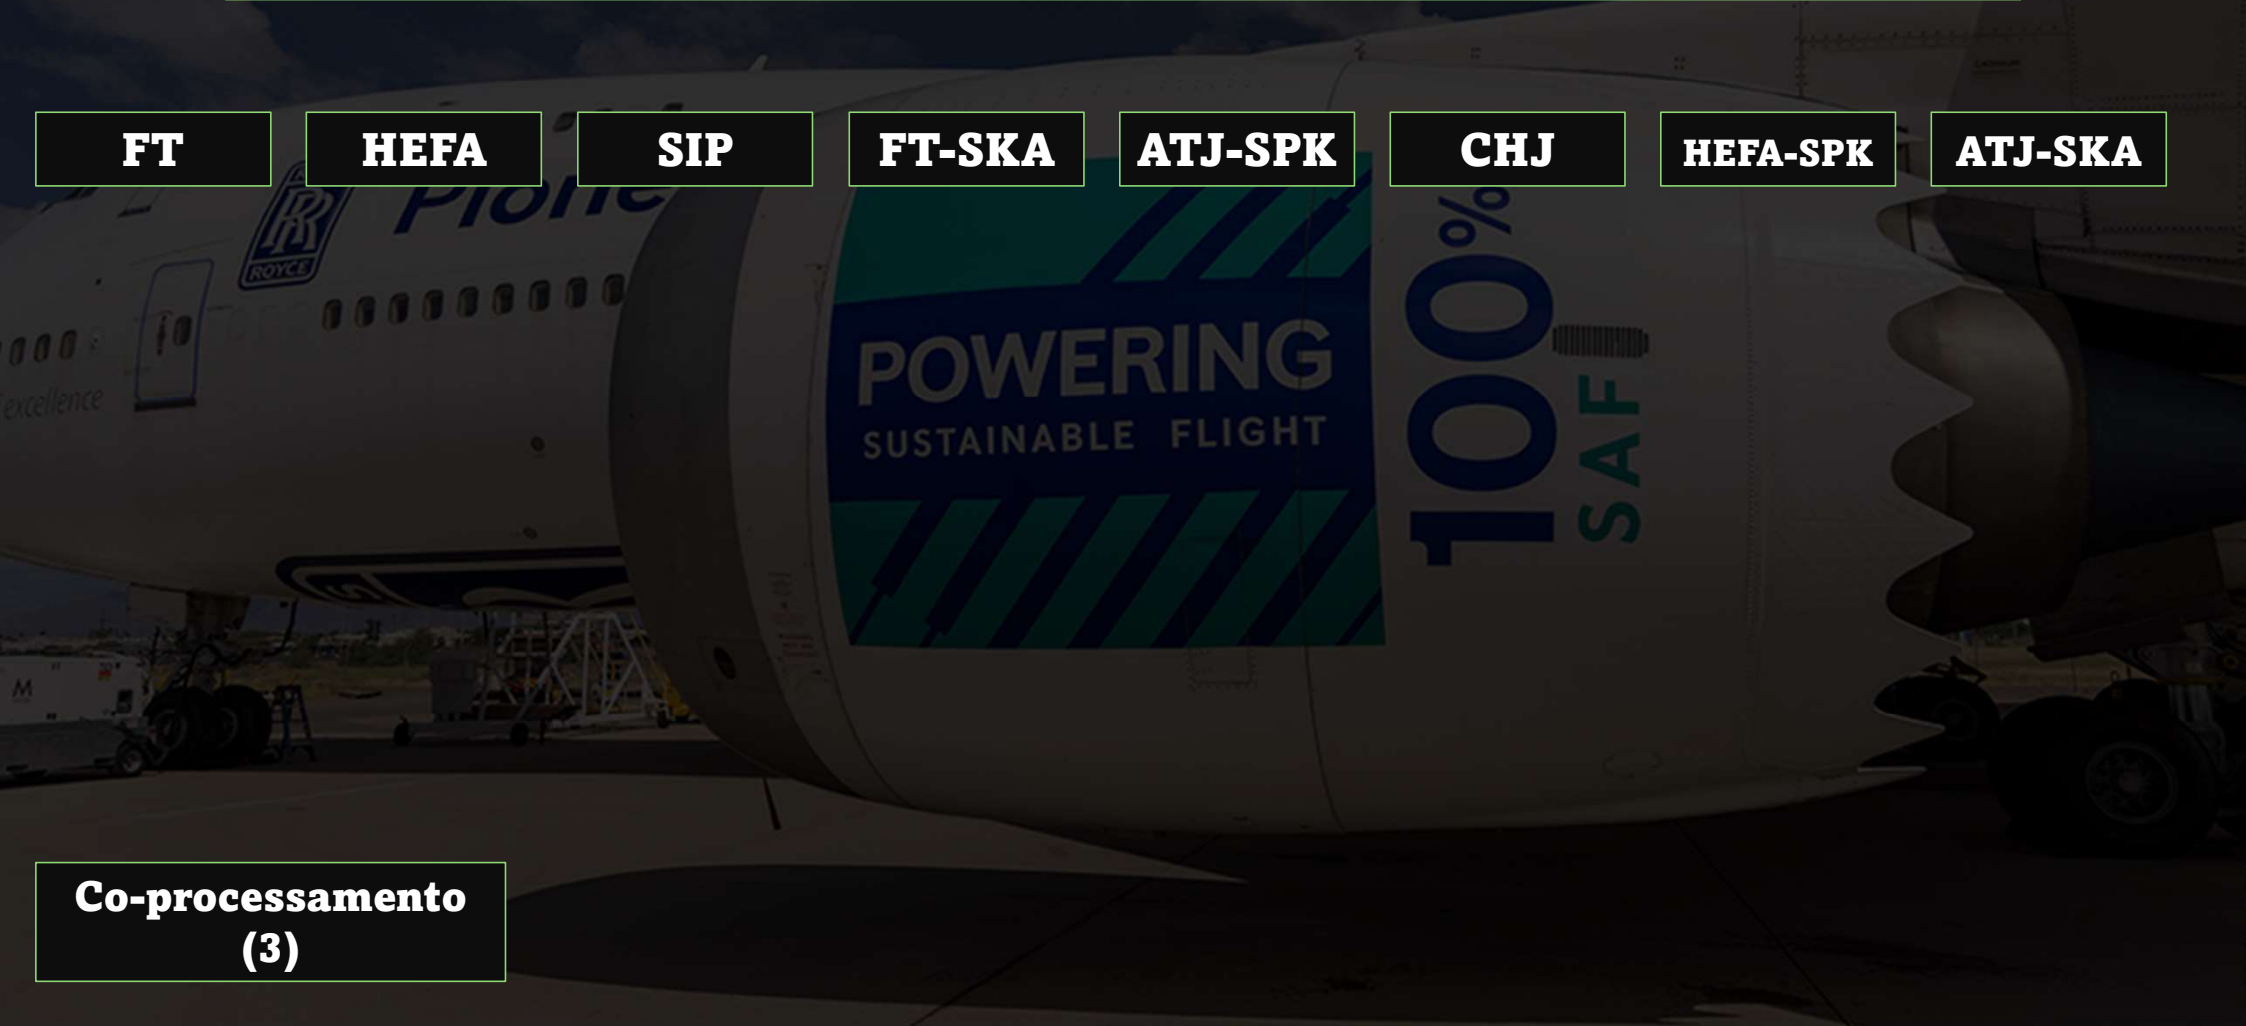 FT
HEFA
SIP
FT-SKA
ATJ-SPK
CHJ
HEFA-SPK
ATJ-SKA
ROYCE
excellence
POWERING
SUSTAINABLE FLIGHT
100%
SAF
M
Co-processamento
(3)